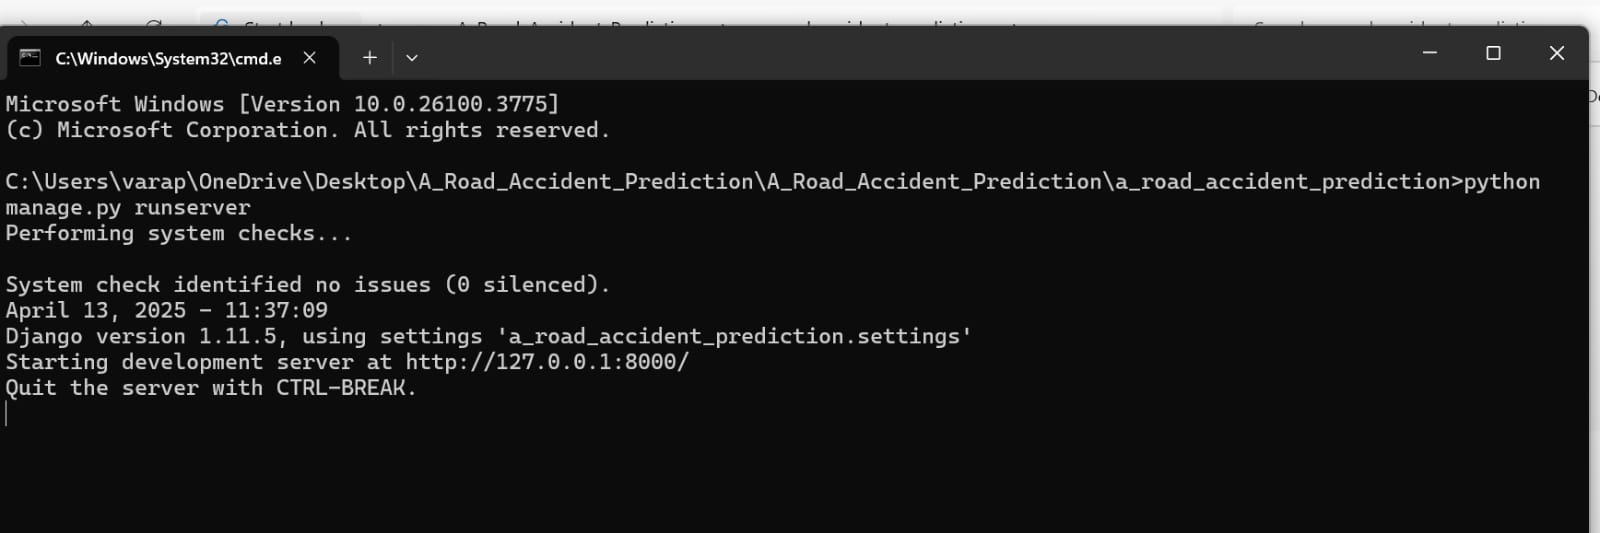 C:\Windows\System32\cmd.e
Microsoft Windows [Version 10.0.26100.3775]
(c) Microsoft Corporation. All rights reserved.
C:\Users\varap\OneDrive\Desktop\A_Road_Accident_Prediction\A_Road_Accident_Prediction\a_road_accident_prediction>python
manage.py runserver
Performing system checks...
System check identified no issues (0 silenced).
April 13, 2025 - 11:37:09
Django version 1.11.5, using settings 'a_road_accident_prediction.settings'
Starting development server at http://127.0.0.1:8000/
Quit the server with CTRL-BREAK.